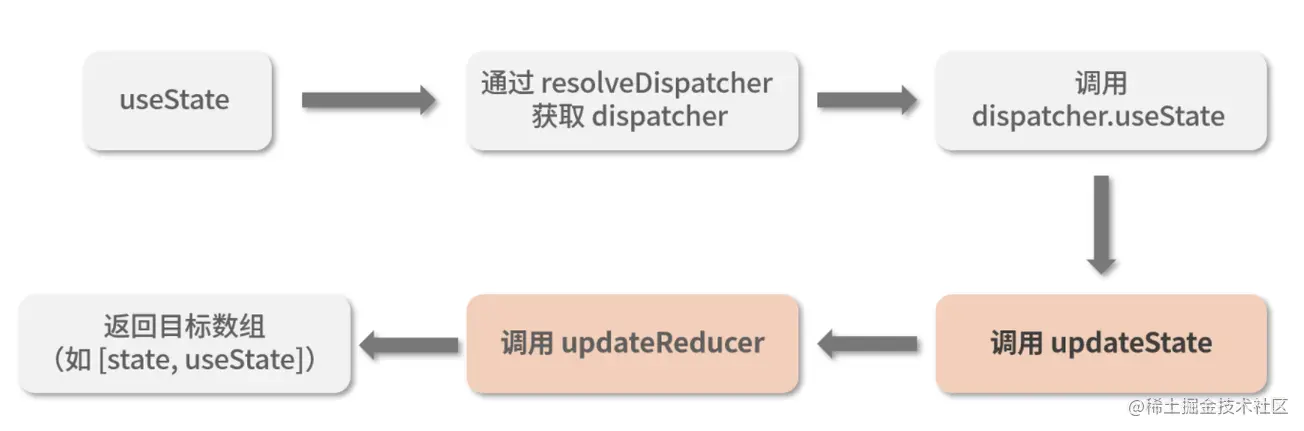 useState
通过 resolveDispatcher
获取 dispatcher
调用
dispatcher.useState
调用 updateState
调用 updateReducer
返回目标数组
（如 [state, useState]）
@稀土掘金技术社区